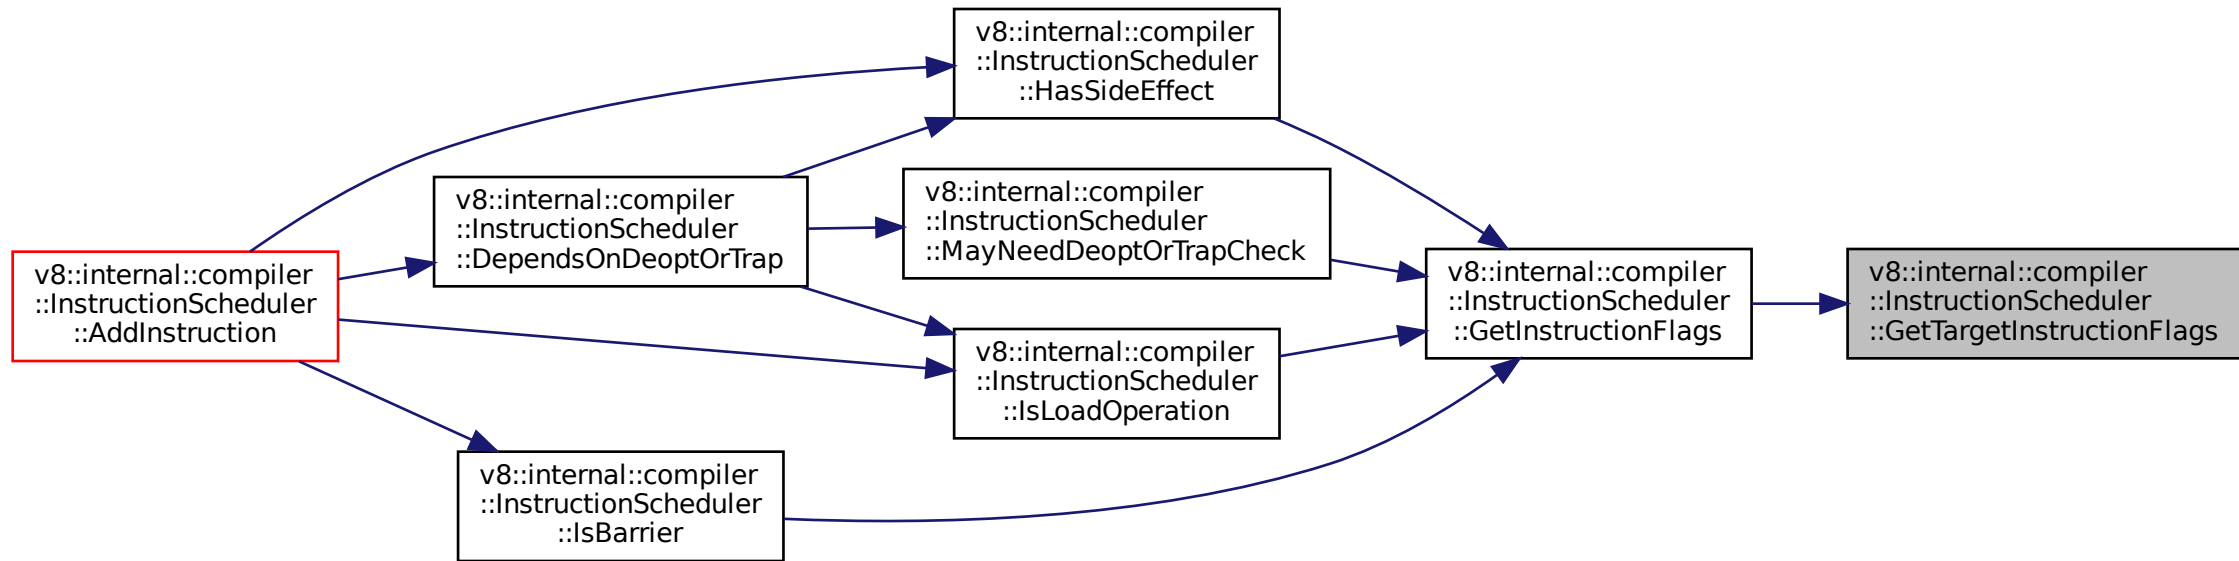 v8::internal::compiler
::InstructionScheduler
::AddInstruction
v8::internal::compiler
::InstructionScheduler
::DependsOnDeoptOrTrap
v8::internal::compiler
::InstructionScheduler
::IsBarrier
v8::internal::compiler
::InstructionScheduler
::HasSideEffect
v8::internal::compiler
::InstructionScheduler
::MayNeedDeoptOrTrapCheck
v8::internal::compiler
::InstructionScheduler
::IsLoadOperation
v8::internal::compiler
::InstructionScheduler
::GetInstructionFlags
v8::internal::compiler
::InstructionScheduler
::GetTargetInstructionFlags